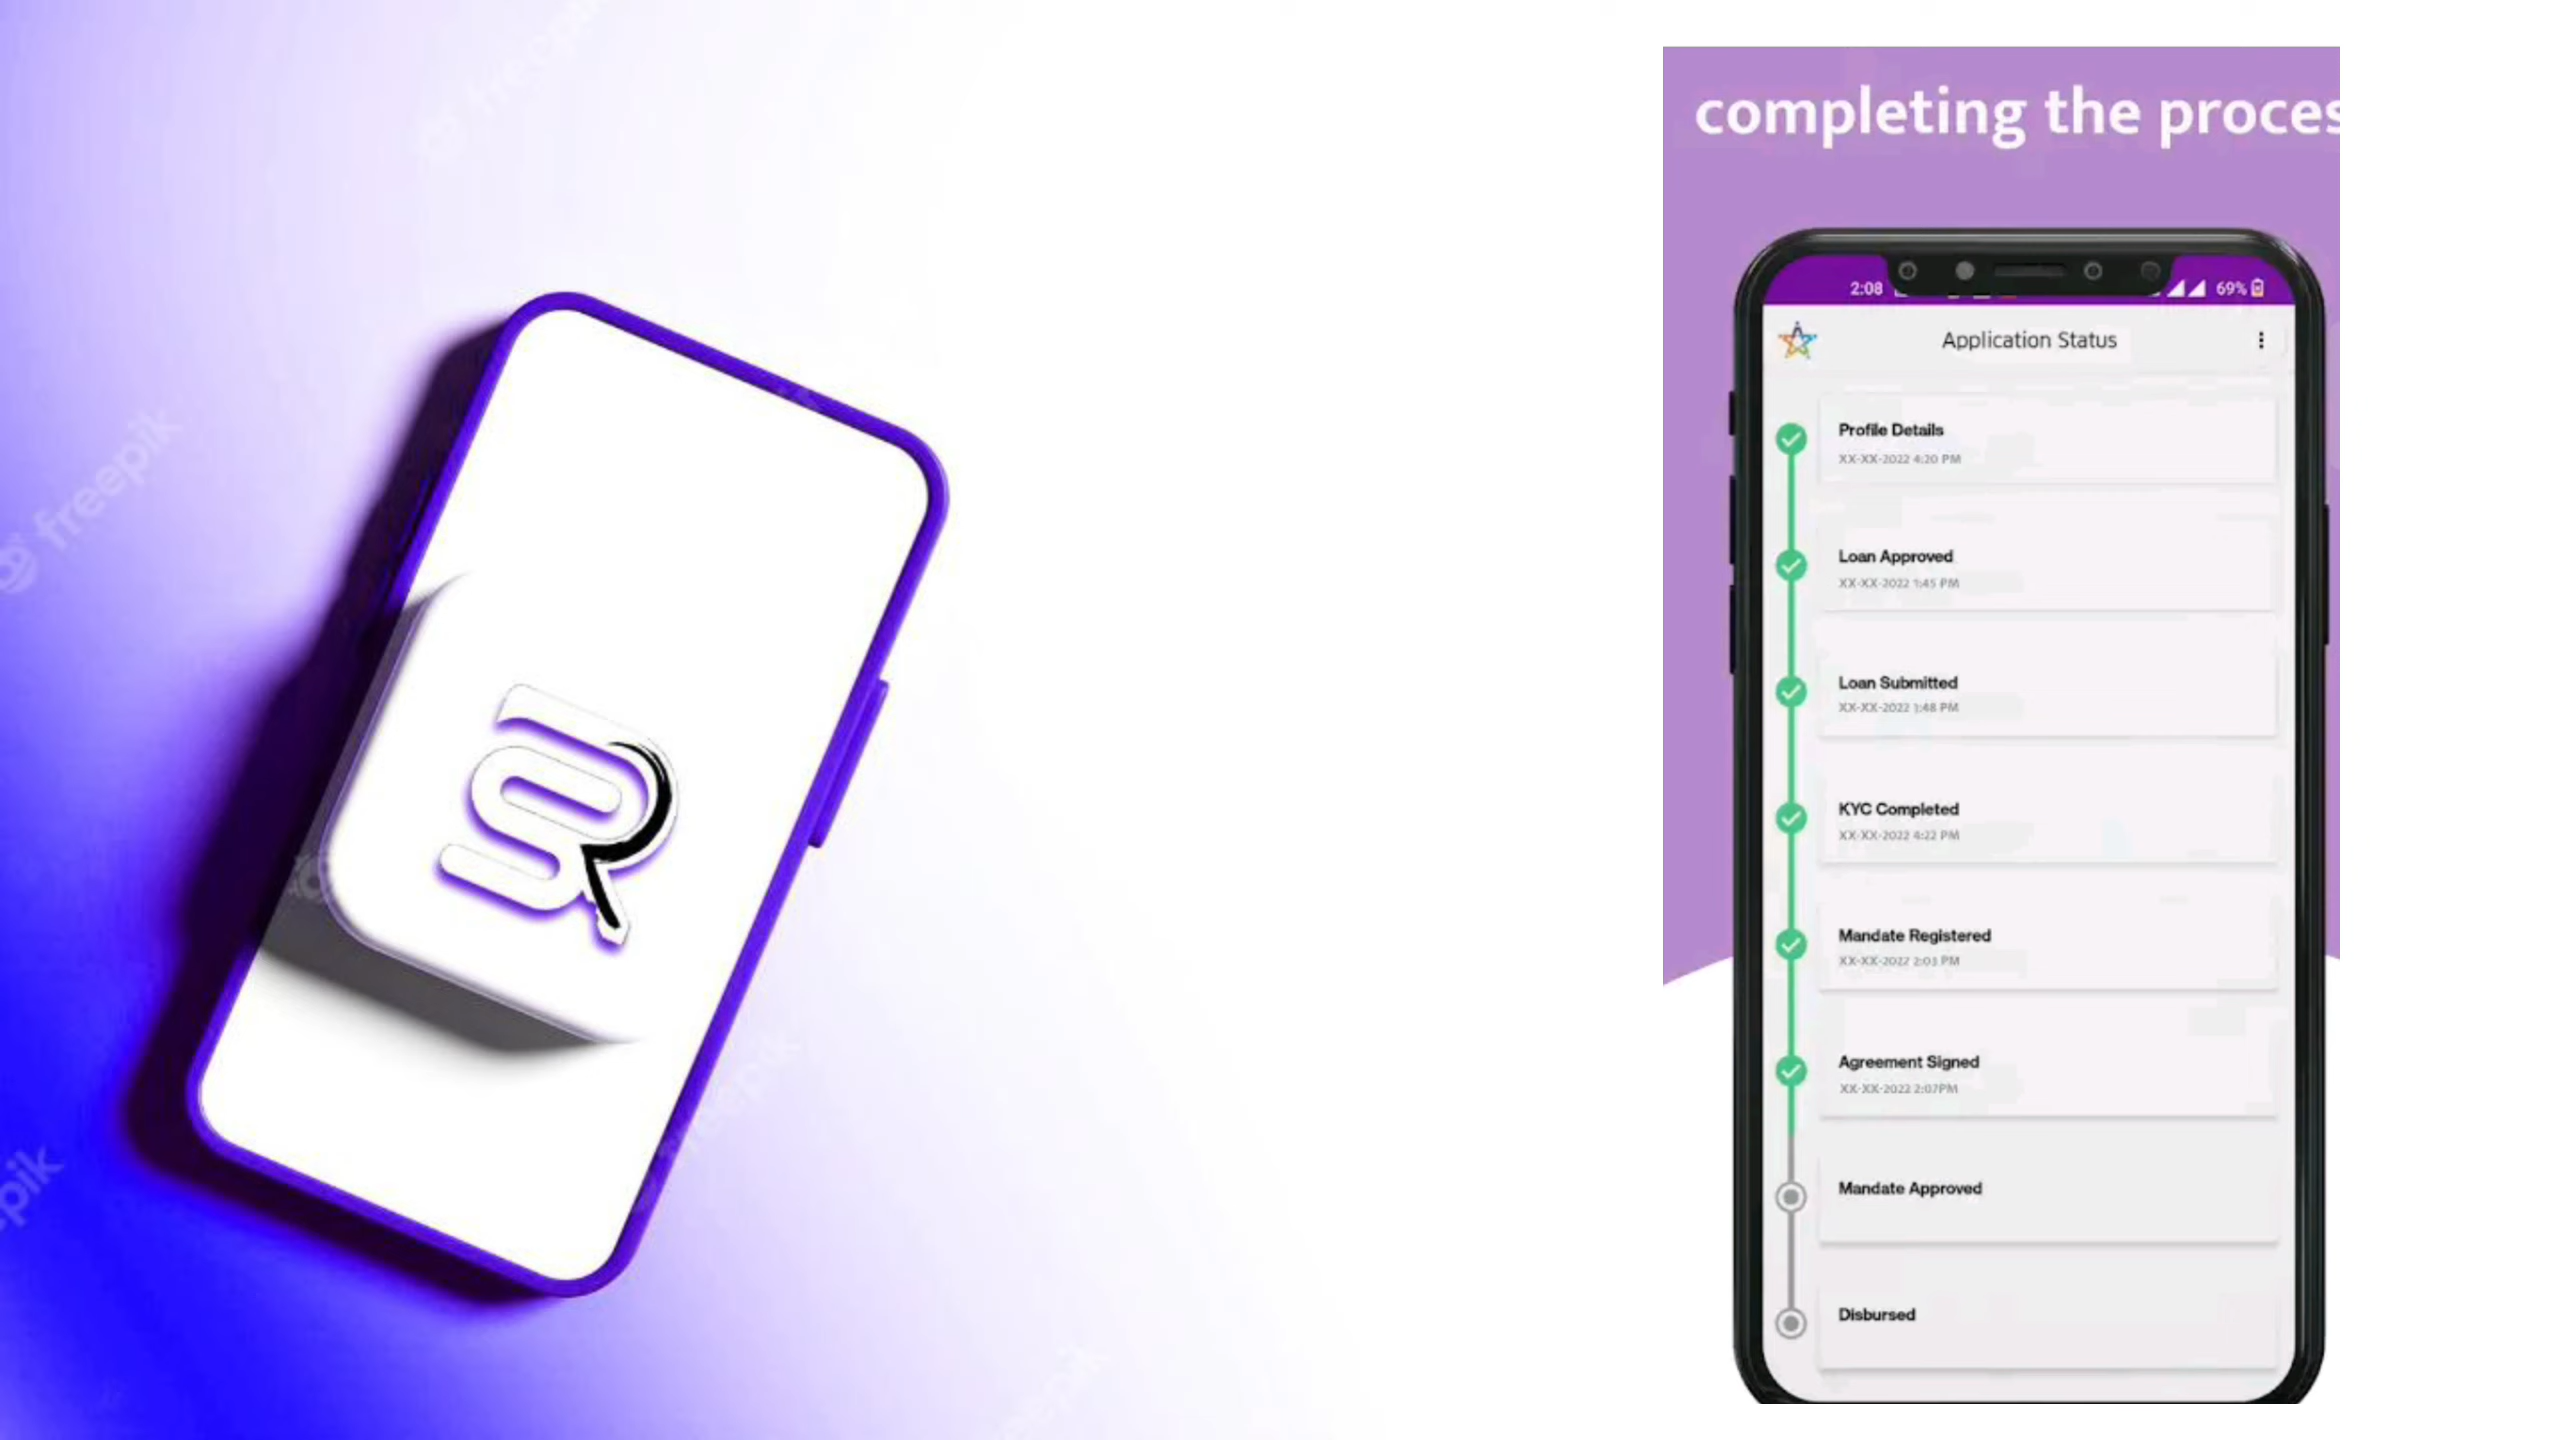 freepik
completing the proces
2:08
69%
Application Status
Profile Details
XX-XX-2022 4:20 PM
Loan Approved
XX-XX-2022 1:45 PM
Loan Submitted
XX-XX-2022 1:48 PM
KYC Completed
XX-XX-2022 4:22 PM
Mandate Registered
XX-XX-2022 2:03 PM
Agreement Signed
XX-XX-2022 2:07PM
Mandate Approved
Disbursed
freepik
pik